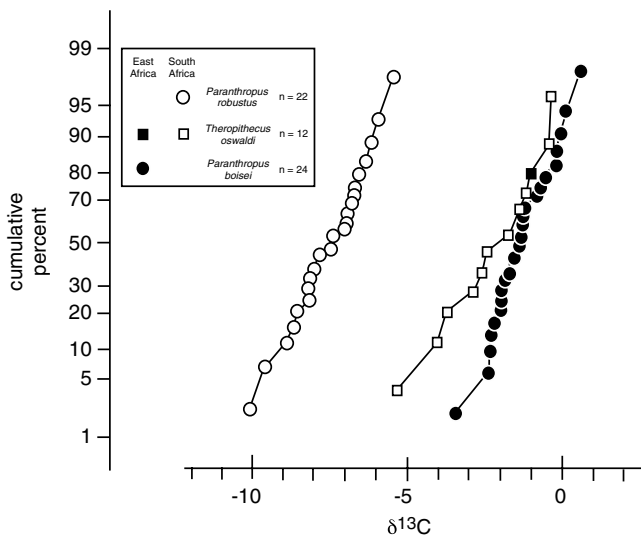 99
95
90
80
70
50
30
20
10
5
1
cumulative
percent
East
Africa
South
Africa
Paranthropus
robustus
n = 22
Theropithecus
oswaldi
n = 12
Paranthropus
boisei
n = 24
-10
-5
0
δ13C